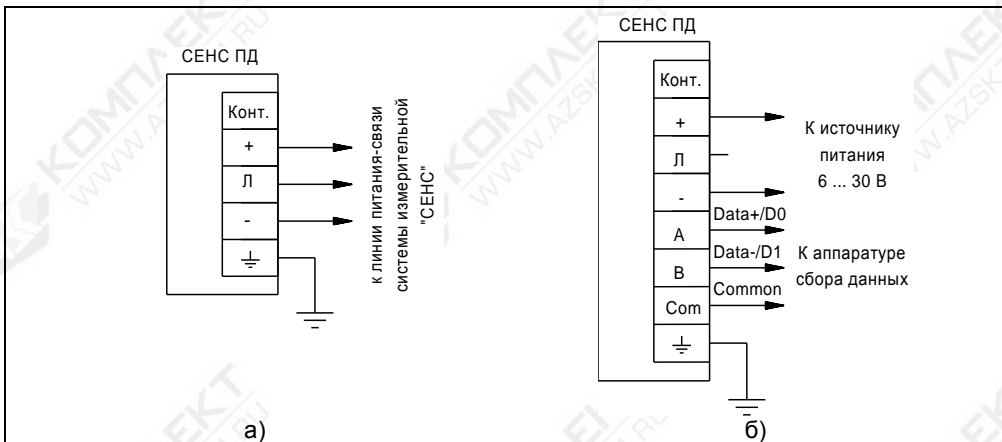 СЕНС ПД
Конт.
+
Л
-
к линии питания-связи
системы измерительной
"СЕНС"
а)
СЕНС ПД
Конт.
+
Л
-
А
В
Com
Data+/D0
Data-/D1
Common
К источнику
питания
6 ... 30 В
К аппаратуре
сбора данных
б)